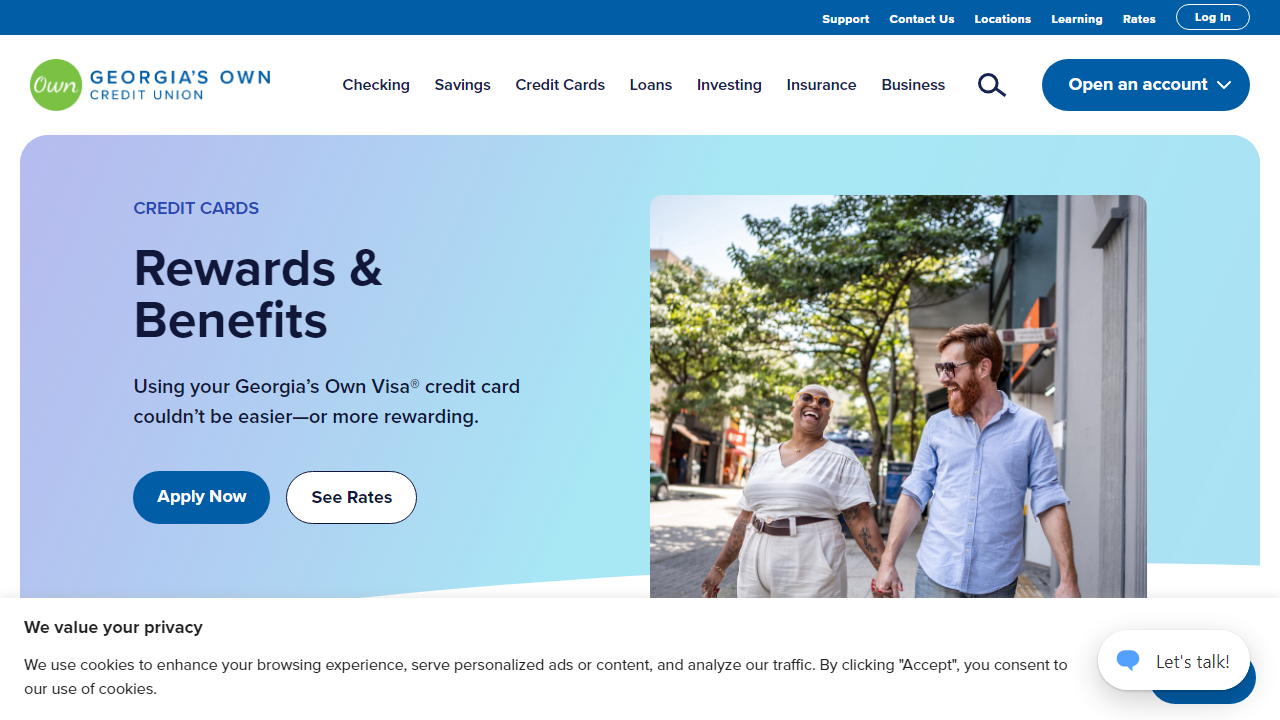 Support Contact Us Locations Learning Rates Log In
Own GEORGIA'S OWN
CREDIT UNION
Checking Savings Credit Cards Loans Investing Insurance Business Open an account
CREDIT CARDS
Rewards &
Benefits
Using your Georgia’s Own Visa® credit card
couldn’t be easier—or more rewarding.
Apply Now See Rates
We value your privacy
We use cookies to enhance your browsing experience, serve personalized ads or content, and analyze our traffic. By clicking "Accept", you consent to
our use of cookies.
Let's talk!